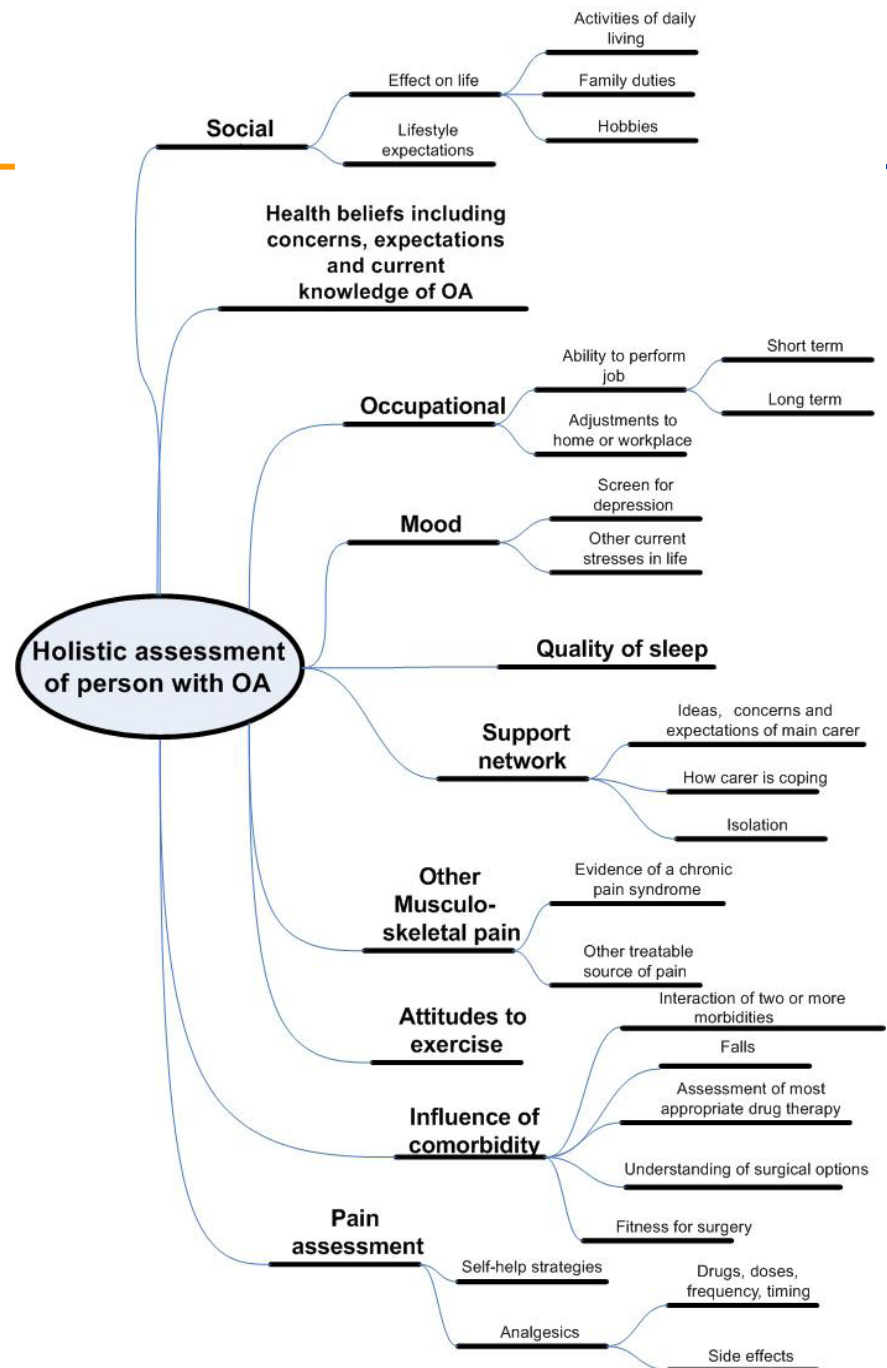 Activities of daily
living
Effect on life
Family duties
Social
Lifestyle
expectations
Hobbies
Health beliefs including
concerns, expectations
and current
knowledge of OA
Occupational
Ability to perform
job
Short term
Long term
Adjustments to
home or workplace
Mood
Screen for
depression
Other current
stresses in life
Holistic assessment
of person with OA
Quality of sleep
Support
network
Ideas, concerns and
expectations of main carer
How carer is coping
Isolation
Other
Musculo-
skeletal pain
Evidence of a chronic
pain syndrome
Other treatable
source of pain
Attitudes to
exercise
Influence of
comorbidity
Interaction of two or more
morbidities
Falls
Assessment of most
appropriate drug therapy
Understanding of surgical options
Fitness for surgery
Pain
assessment
Self-help strategies
Analgesics
Drugs, doses,
frequency, timing
Side effects